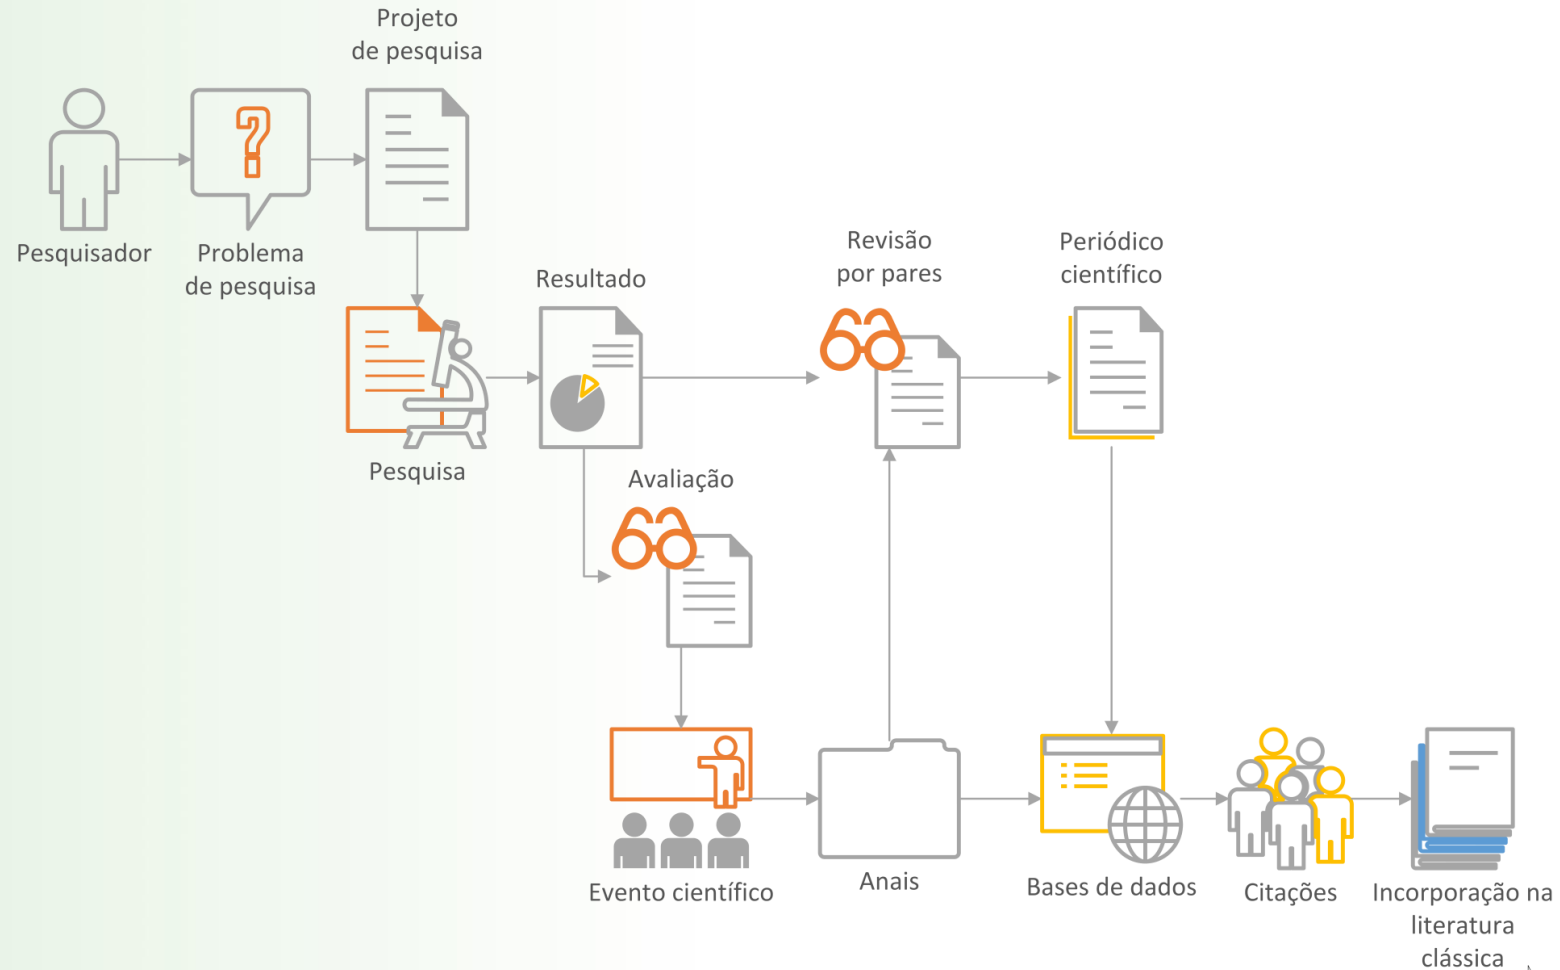 Projeto
de pesquisa
Pesquisador
Problema
de pesquisa
Resultado
Revisão
por pares
Periódico
científico
Pesquisa
Avaliação
Evento científico
Anais
Bases de dados
Citações
Incorporação na
literatura
clássica